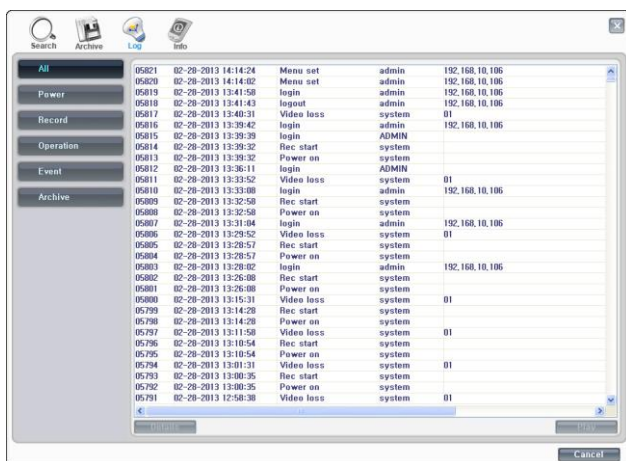 Search Archive Log Info
All
Power
Record
Operation
Event
Archive
05821 02-28-2013 14:14:24 Menu set admin 192,168,10,106
05820 02-28-2013 14:14:02 Menu set admin 192,168,10,106
05819 02-28-2013 13:41:58 login admin 192,168,10,106
05818 02-28-2013 13:41:43 logout admin 192,168,10,106
05817 02-28-2013 13:40:31 Video loss system 01
05816 02-28-2013 13:39:42 login admin 192,168,10,106
05815 02-28-2013 13:39:39 login ADMIN
05814 02-28-2013 13:39:32 Rec start system
05813 02-28-2013 13:39:32 Power on system
05812 02-28-2013 13:36:11 login ADMIN
05811 02-28-2013 13:33:52 Video loss system 01
05810 02-28-2013 13:33:08 login admin 192,168,10,106
05809 02-28-2013 13:32:58 Rec start system
05808 02-28-2013 13:32:58 Power on system
05807 02-28-2013 13:31:04 login admin 192,168,10,106
05806 02-28-2013 13:29:52 Video loss system 01
05805 02-28-2013 13:28:57 Rec start system
05804 02-28-2013 13:28:57 Power on system
05803 02-28-2013 13:28:02 login admin 192,168,10,106
05802 02-28-2013 13:26:08 Rec start system
05801 02-28-2013 13:26:08 Power on system
05800 02-28-2013 13:15:31 Video loss system 01
05799 02-28-2013 13:14:28 Rec start system
05798 02-28-2013 13:14:28 Power on system
05797 02-28-2013 13:11:58 Video loss system 01
05796 02-28-2013 13:10:54 Rec start system
05795 02-28-2013 13:10:54 Power on system
05794 02-28-2013 13:01:31 Video loss system 01
05793 02-28-2013 13:00:35 Rec start system
05792 02-28-2013 13:00:35 Power on system
05791 02-28-2013 12:58:38 Video loss system 01
Details Play
Cancel